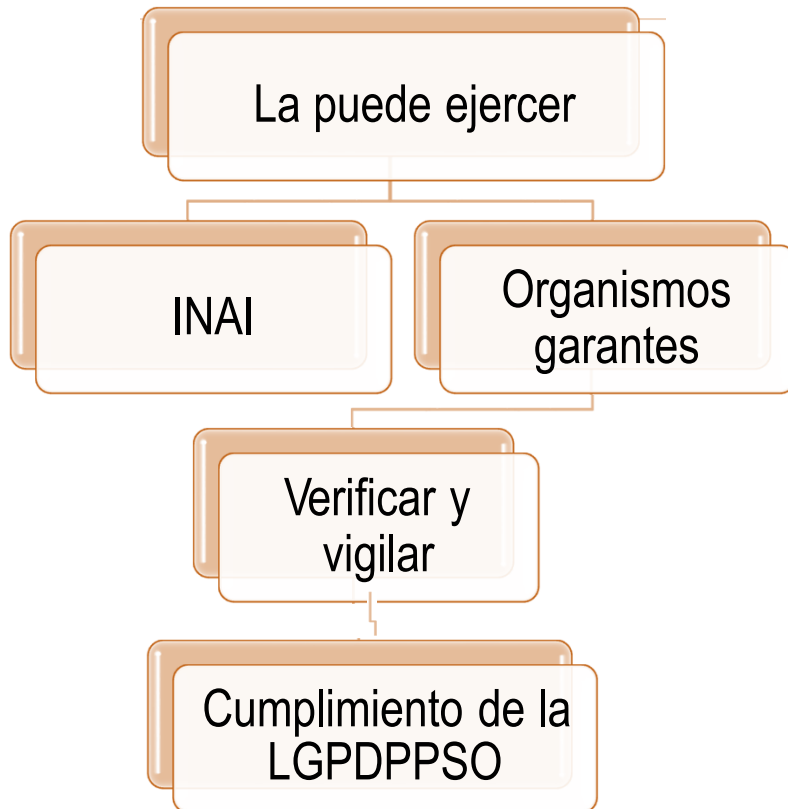 La puede ejercer
INAI
Organismos
garantes
Verificar y
vigilar
Cumplimiento de la
LGPDPPSO